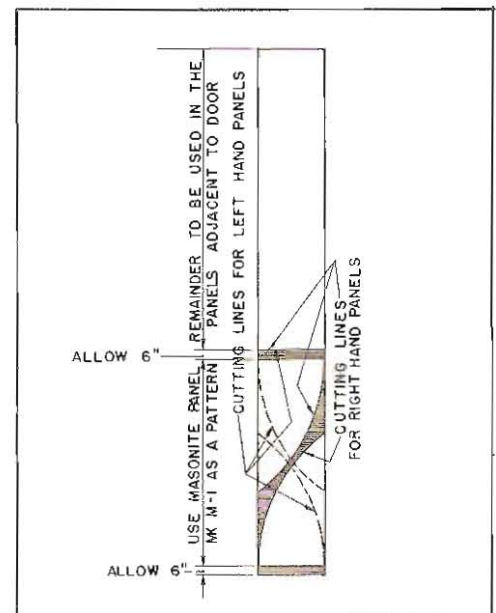 REMAINDER TO BE USED IN THE
PANELS ADJACENT TO DOOR
CUTTING LINES FOR LEFT HAND PANELS
ALLOW 6"
USE MASONITE PANEL
MK M-1 AS A PATTERN
CUTTING LINES
FOR RIGHT HAND PANELS
ALLOW 6"